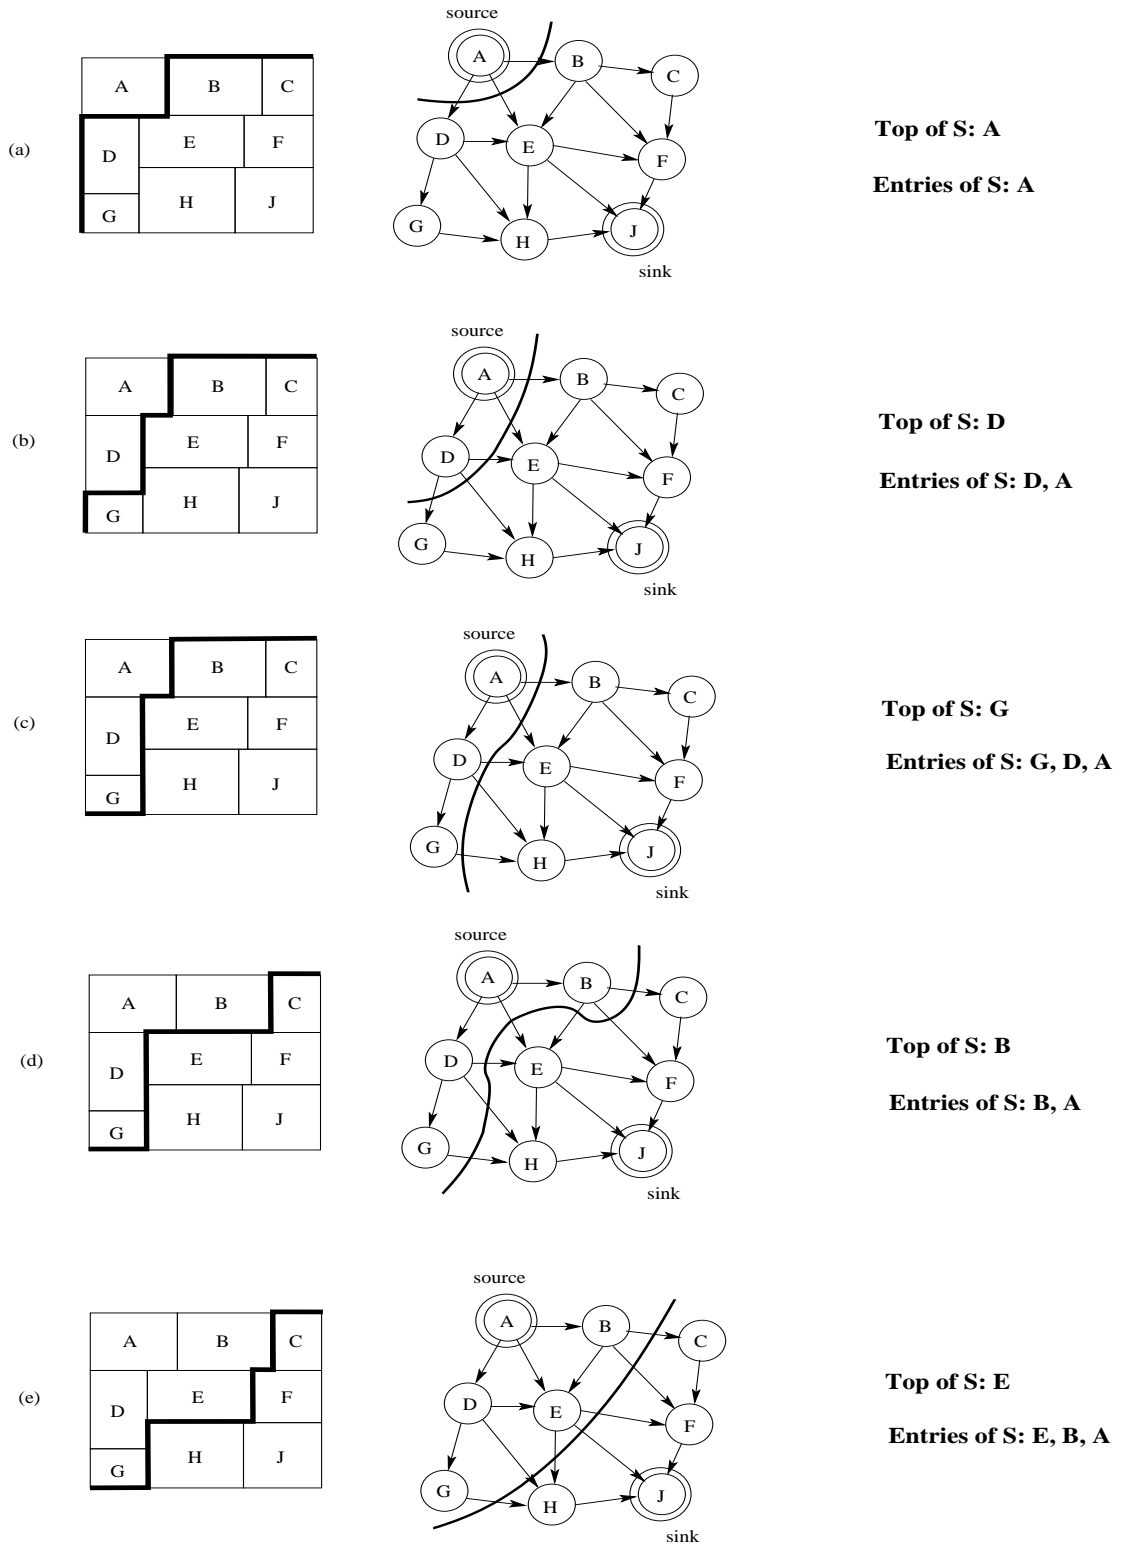 source
A B C
A B C
(a) D E F
D E F
Top of S: A
Entries of S: A
G H J
G H J
sink
source
A B C
A B C
(b) D E F
D E F
Top of S: D
Entries of S: D, A
G H J
G H J
sink
source
A B C
A B C
(c) D E F
D E F
Top of S: G
Entries of S: G, D, A
G H J
G H J
sink
source
A B C
A B C
(d) D E F
D E F
Top of S: B
Entries of S: B, A
G H J
G H J
sink
source
A B C
A B C
(e) D E F
D E F
Top of S: E
Entries of S: E, B, A
G H J
G H J
sink